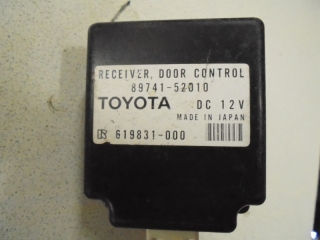 RECEIVER, DOOR CONTROL
89741-52010
TOYOTA DC 12V
MADE IN JAPAN
619831-000